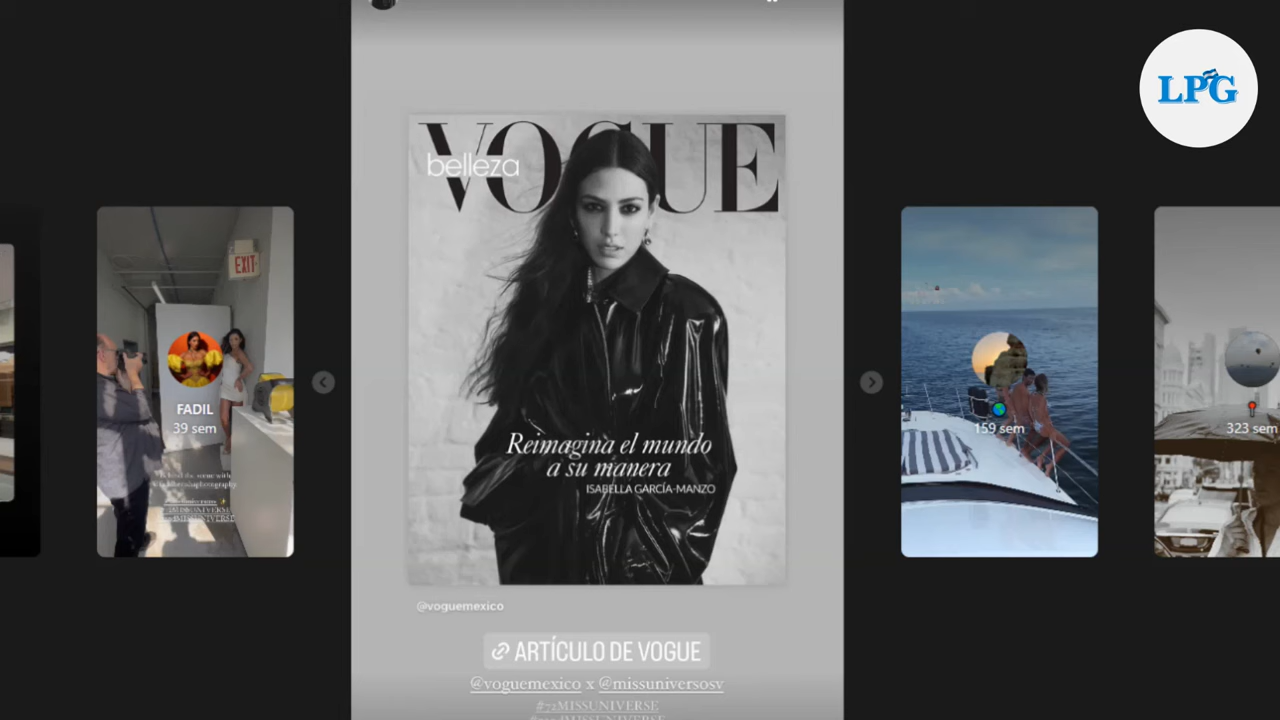 LPG
VOGUE
belleza
EXIT
Reimagina el mundo
a su manera
ISABELLA GARCÍA-MANZO
FADIL
39 sem
159 sem
323 sem
@voguemexico
ARTÍCULO DE VOGUE
@voguemexico x @missuniversosv
#72MISSUNIVERSE